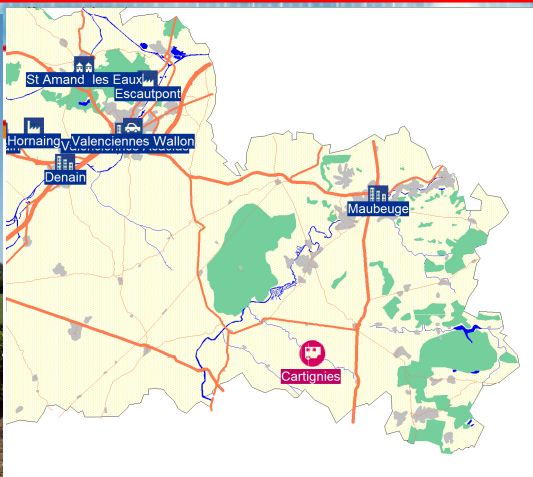 St Amand les Eaux
Escautpont
Hornaing
Valenciennes Wallon
Denain
Maubeuge
Cartignies